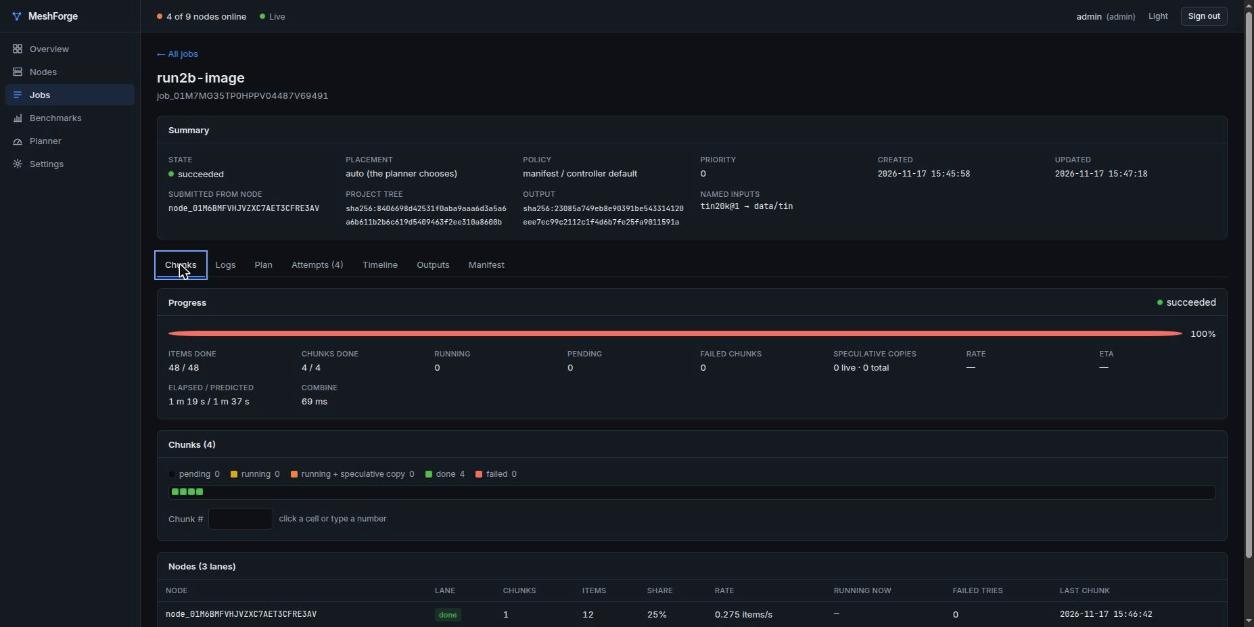 MeshForge
4 of 9 nodes online
Live
admin (admin)
Light
Sign out
Overview
Nodes
Jobs
Benchmarks
Planner
Settings
← All jobs
run2b-image
job_01M7MG35TP0HPPV04487V69491
Summary
STATE PLACEMENT POLICY PRIORITY CREATED UPDATED
succeeded auto (the planner chooses) manifest / controller default 0 2026-11-17 15:45:58 2026-11-17 15:47:18
SUBMITTED FROM NODE PROJECT TREE OUTPUT NAMED INPUTS
node_01M6BMFVHJVZXC7AET3CFRE3AV sha256:8406698d42531f0aba9aaa6d3a5a6 sha256:23085a749eb8e90391be543314120 tin20k@1 → data/tin
a6b611b2b6c619d5409463f2ee310a8600b eee7ec99c2112c1f4d6b7fe25fa9011591a
Chunks Logs Plan Attempts (4) Timeline Outputs Manifest
Progress succeeded
100%
ITEMS DONE CHUNKS DONE RUNNING PENDING FAILED CHUNKS SPECULATIVE COPIES RATE ETA
48 / 48 4 / 4 0 0 0 0 live · 0 total — —
ELAPSED / PREDICTED COMBINE
1 m 19 s / 1 m 37 s 69 ms
Chunks (4)
pending 0 running 0 running + speculative copy 0 done 4 failed 0
Chunk # click a cell or type a number
Nodes (3 lanes)
NODE LANE CHUNKS ITEMS SHARE RATE RUNNING NOW FAILED TRIES LAST CHUNK
node_01M6BMFVHJVZXC7AET3CFRE3AV done 1 12 25% 0.275 items/s — 0 2026-11-17 15:46:42